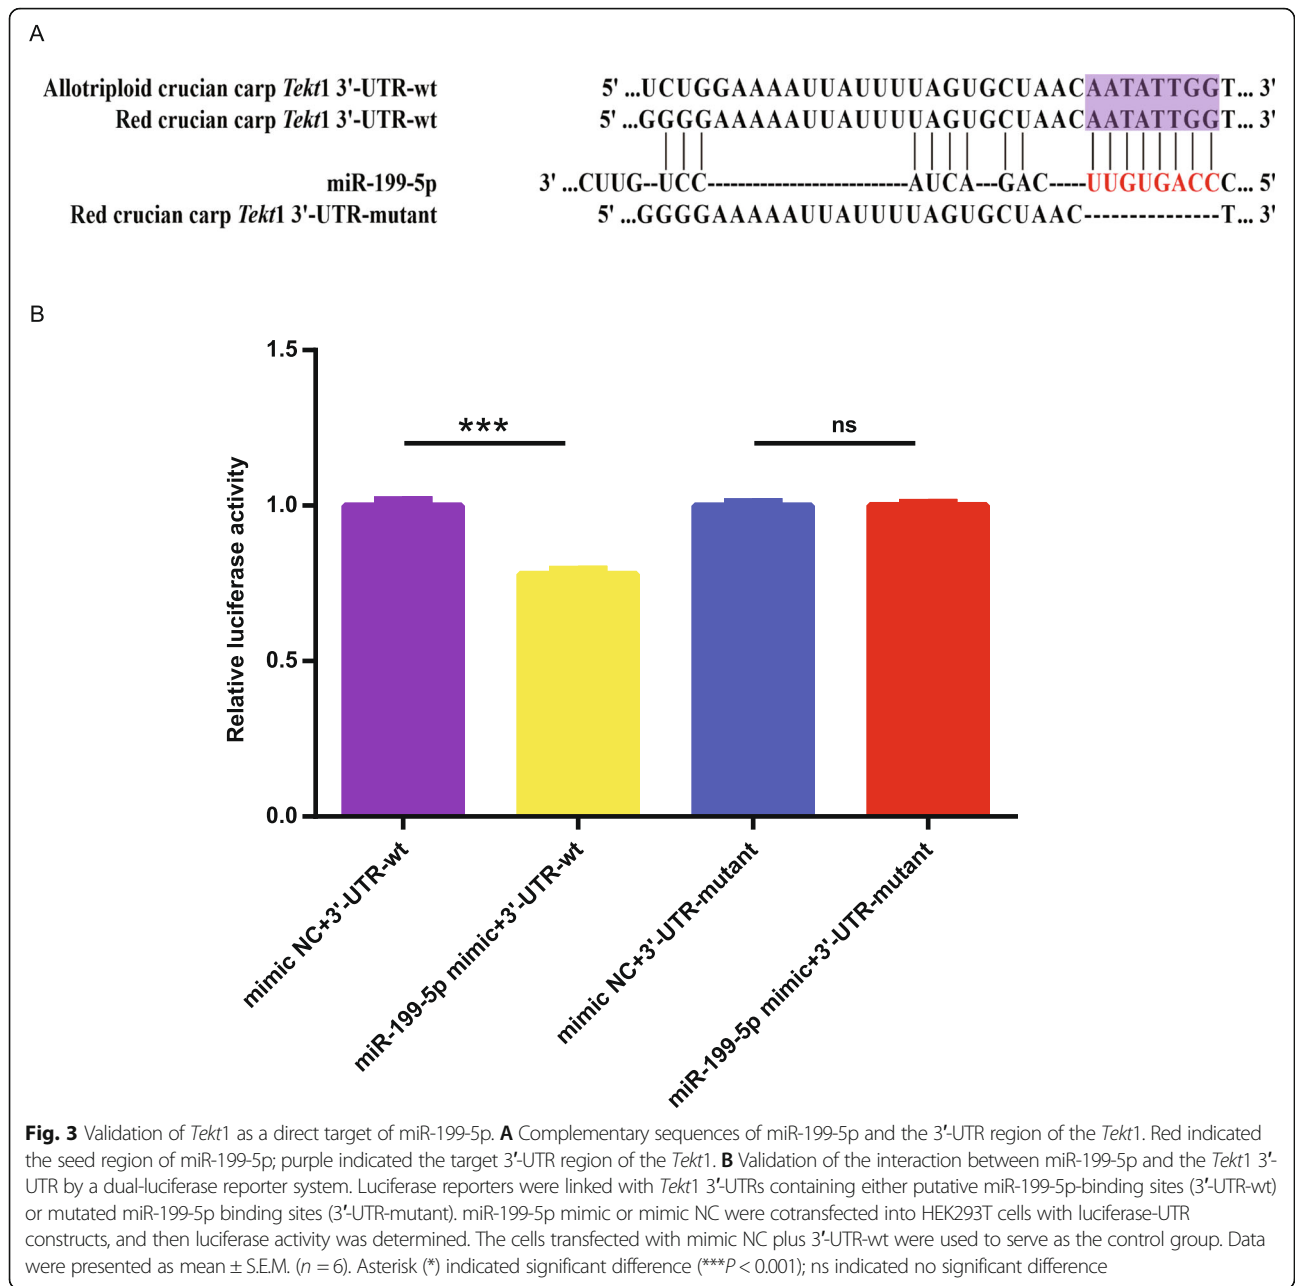 A
Allotriploid crucian carp Tekt1 3'-UTR-wt 5' ...UCUGGAAAAUUAUUUUAGUGCUAACAATATTGGT... 3'
Red crucian carp Tekt1 3'-UTR-wt 5' ...GGGGAAAAAUUAUUUUAGUGCUAACAATATTGGT... 3'
miR-199-5p 3' ...CUUG--UCC-----------------------AUCA---GAC-----UUGUGACCC... 5'
Red crucian carp Tekt1 3'-UTR-mutant 5' ...GGGGAAAAAUUAUUUUAGUGCUAAC---------------T... 3'
B
1.5
1.0
0.5
0.0
Relative luciferase activity
***
ns
mimic NC+3'-UTR-wt
miR-199-5p mimic+3'-UTR-wt
mimic NC+3'-UTR-mutant
miR-199-5p mimic+3'-UTR-mutant
Fig. 3 Validation of Tekt1 as a direct target of miR-199-5p. A Complementary sequences of miR-199-5p and the 3′-UTR region of the Tekt1. Red indicated
the seed region of miR-199-5p; purple indicated the target 3′-UTR region of the Tekt1. B Validation of the interaction between miR-199-5p and the Tekt1 3′-
UTR by a dual-luciferase reporter system. Luciferase reporters were linked with Tekt1 3′-UTRs containing either putative miR-199-5p-binding sites (3′-UTR-wt)
or mutated miR-199-5p binding sites (3′-UTR-mutant). miR-199-5p mimic or mimic NC were cotransfected into HEK293T cells with luciferase-UTR
constructs, and then luciferase activity was determined. The cells transfected with mimic NC plus 3′-UTR-wt were used to serve as the control group. Data
were presented as mean ± S.E.M. (n = 6). Asterisk (*) indicated significant difference (***P < 0.001); ns indicated no significant difference